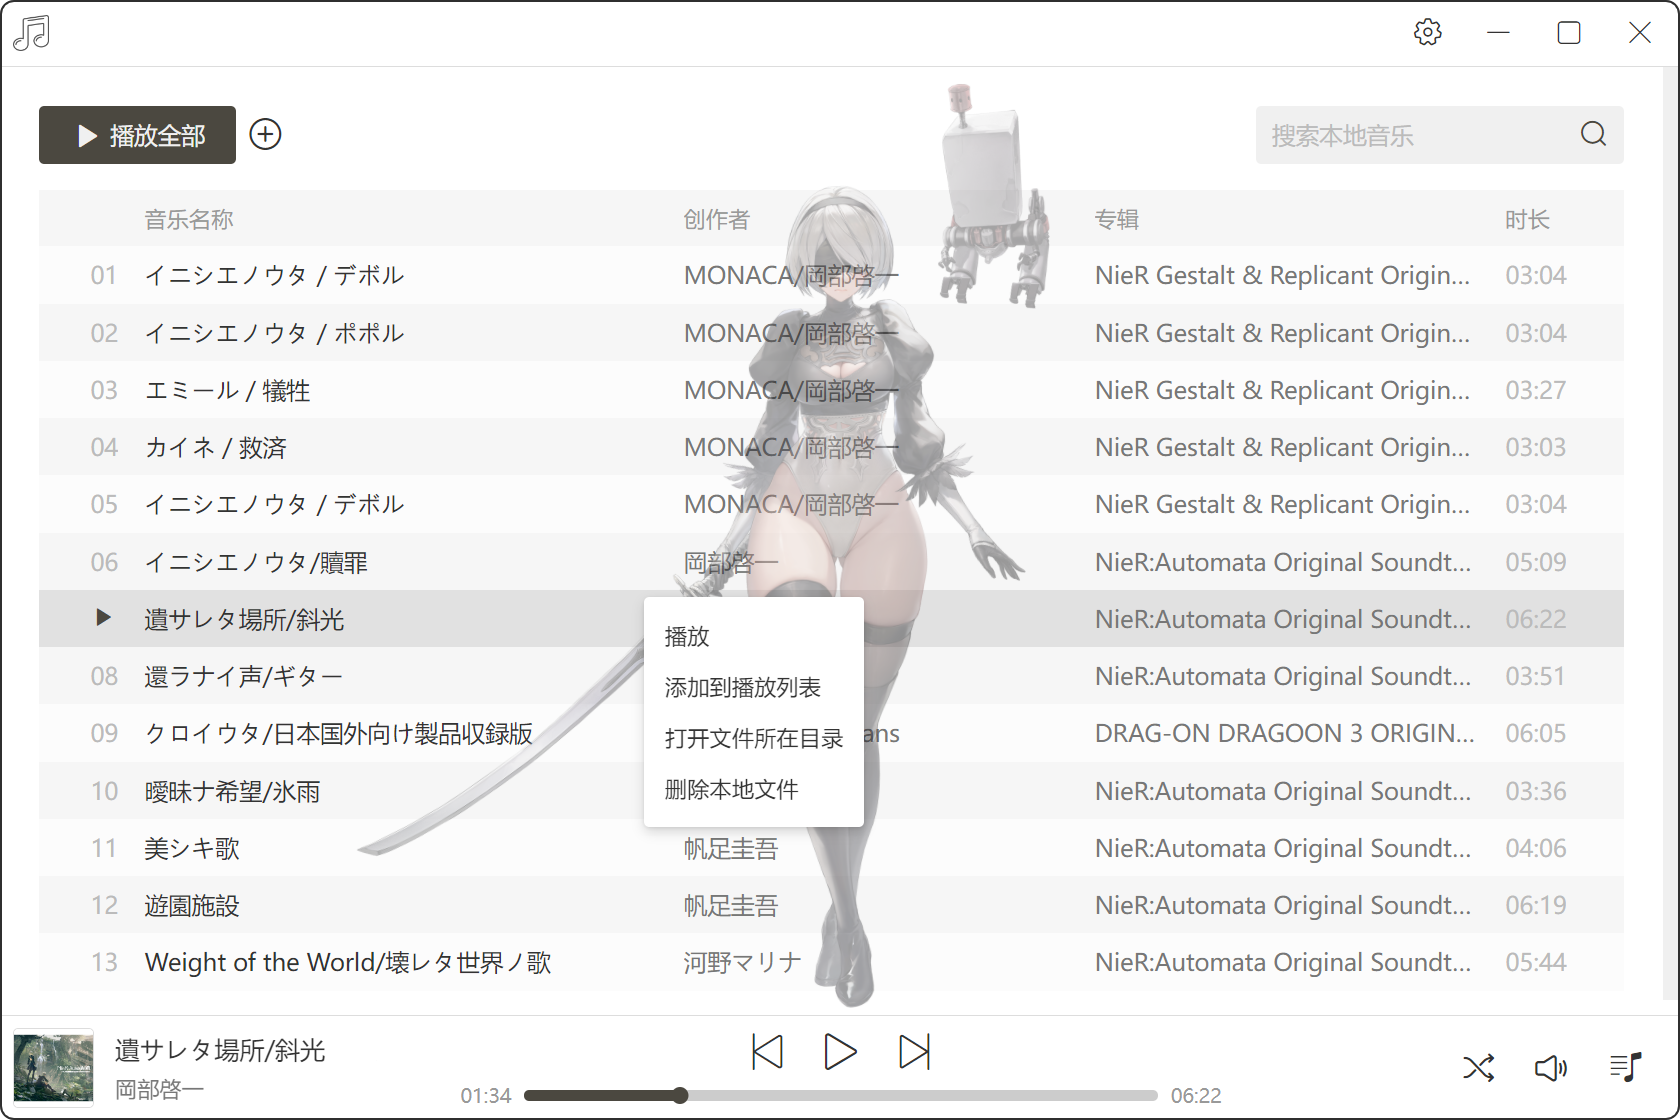 播放全部
搜索本地音乐
音乐名称 创作者 专辑 时长
01 イニシエノウタ / デボル MONACA/岡部啓一 NieR Gestalt & Replicant Origin... 03:04
02 イニシエノウタ / ポポル MONACA/岡部啓一 NieR Gestalt & Replicant Origin... 03:04
03 エミール / 犠牲 MONACA/岡部啓一 NieR Gestalt & Replicant Origin... 03:27
04 カイネ / 救済 MONACA/岡部啓一 NieR Gestalt & Replicant Origin... 03:03
05 イニシエノウタ / デボル MONACA/岡部啓一 NieR Gestalt & Replicant Origin... 03:04
06 イニシエノウタ/贖罪 岡部啓一 NieR:Automata Original Soundt... 05:09
遺サレタ場所/斜光 NieR:Automata Original Soundt... 06:22
08 還ラナイ声/ギター NieR:Automata Original Soundt... 03:51
09 クロイウタ/日本国外向け製品収録版 ans DRAG-ON DRAGOON 3 ORIGIN... 06:05
10 曖昧ナ希望/氷雨 NieR:Automata Original Soundt... 03:36
11 美シキ歌 帆足圭吾 NieR:Automata Original Soundt... 04:06
12 遊園施設 帆足圭吾 NieR:Automata Original Soundt... 06:19
13 Weight of the World/壊レタ世界ノ歌 河野マリナ NieR:Automata Original Soundt... 05:44
播放
添加到播放列表
打开文件所在目录
删除本地文件
遺サレタ場所/斜光
岡部啓一
01:34 06:22